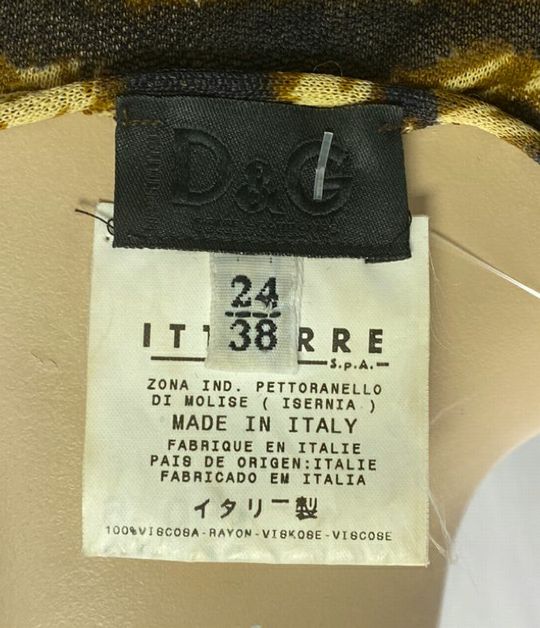 D&G
24
38
ITT RRE
S.p.A.
ZONA IND. PETTORANELLO
DI MOLISE ( ISERNIA )
MADE IN ITALY
FABRIQUE EN ITALIE
PAIS DE ORIGEN:ITALIE
FABRICADO EM ITALIA
イタリー製
100%VISCOSA-RAYON-VISKOSE-VISCOSE